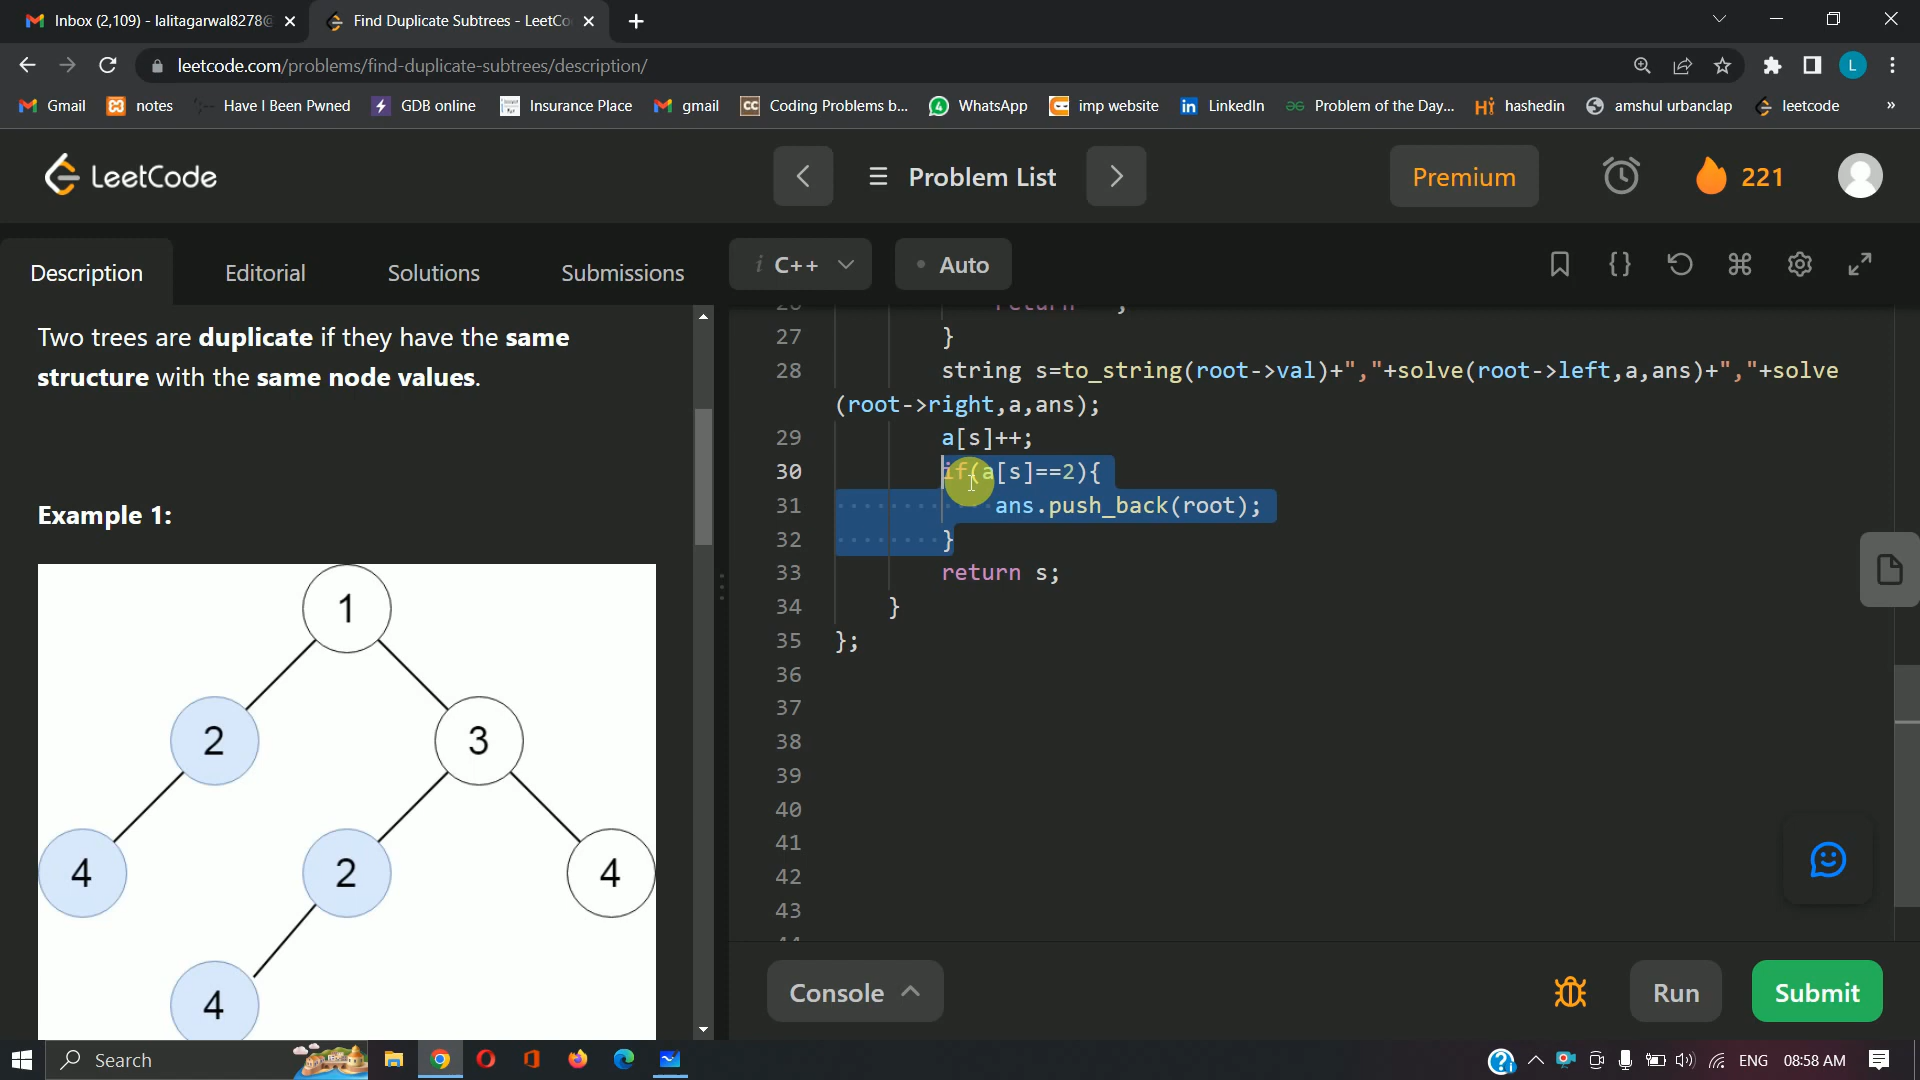 Inbox (2,109) - lalitagarwal8278@
Find Duplicate Subtrees - LeetCo
leetcode.com/problems/find-duplicate-subtrees/description/
L
Gmail
notes
Have I Been Pwned
GDB online
Insurance Place
gmail
Coding Problems b...
WhatsApp
imp website
LinkedIn
Problem of the Day...
hashedin
amshul urbanclap
leetcode
»
LeetCode
Problem List
Premium
221
Description
Editorial
Solutions
Submissions
i C++
Auto
Two trees are duplicate if they have the same
structure with the same node values.
Example 1:
1
2
3
4
2
4
4
27 }
28 string s=to_string(root->val)+","+solve(root->left,a,ans)+","+solve
(root->right,a,ans);
29 a[s]++;
30 if(a[s]==2){
31 ans.push_back(root);
32 }
33 return s;
34 }
35 };
36
37
38
39
40
41
42
43
Console
Run
Submit
Search
ENG
08:58 AM